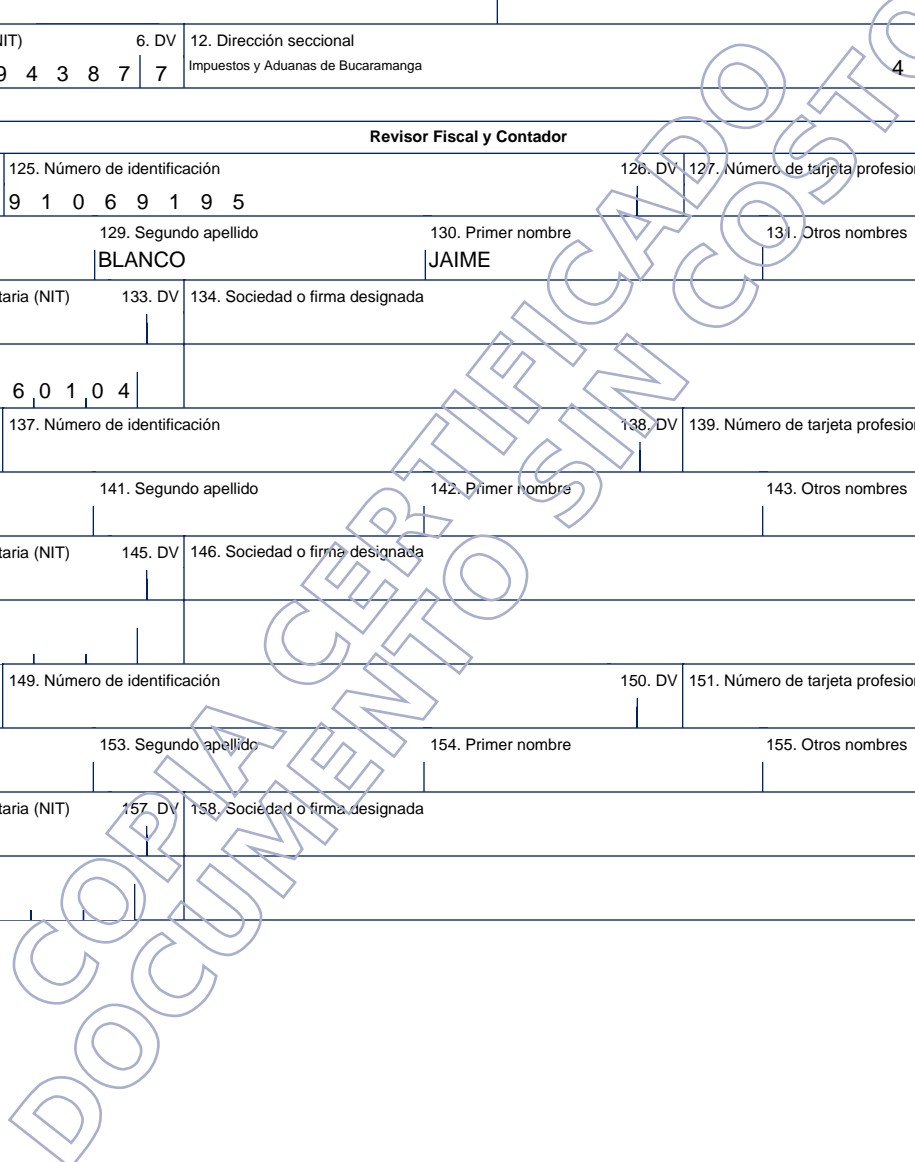 NIT) 6. DV 12. Dirección seccional
9 4 3 8 7 7 Impuestos y Aduanas de Bucaramanga 4
Revisor Fiscal y Contador
125. Número de identificación 126. DV 127. Número de tarjeta profesion
9 1 0 6 9 1 9 5
129. Segundo apellido 130. Primer nombre 131. Otros nombres
BLANCO JAIME
taria (NIT) 133. DV 134. Sociedad o firma designada
6 0 1 0 4
137. Número de identificación 138. DV 139. Número de tarjeta profesion
141. Segundo apellido 142. Primer nombre 143. Otros nombres
taria (NIT) 145. DV 146. Sociedad o firma designada
149. Número de identificación 150. DV 151. Número de tarjeta profesion
153. Segundo apellido 154. Primer nombre 155. Otros nombres
taria (NIT) 157. DV 158. Sociedad o firma designada
COPIA CERTIFICADO
DOCUMENTO SIN COSTO